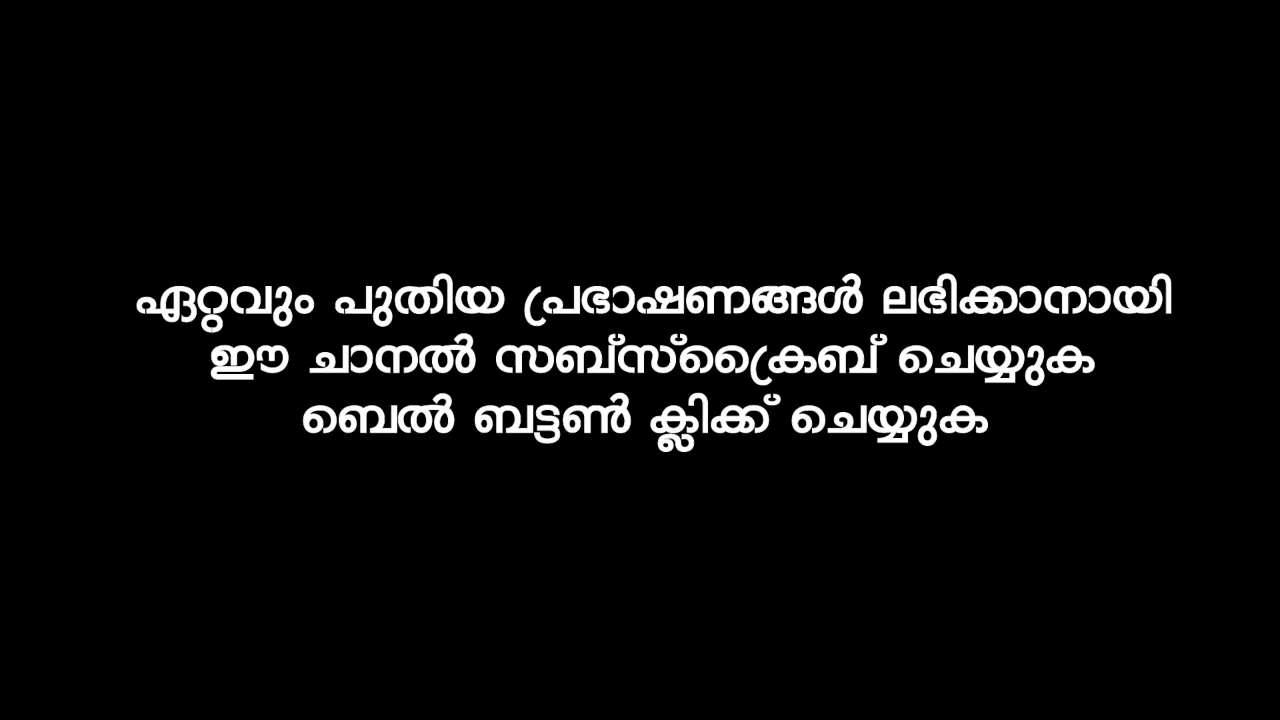 ഏറ്റവും പുതിയ പ്രഭാഷണങ്ങൾ ലഭിക്കാനായി
ഈ ചാനൽ സബ്സ്ക്രൈബ് ചെയ്യുക
ബെൽ ബട്ടൺ ക്ലിക്ക് ചെയ്യുക